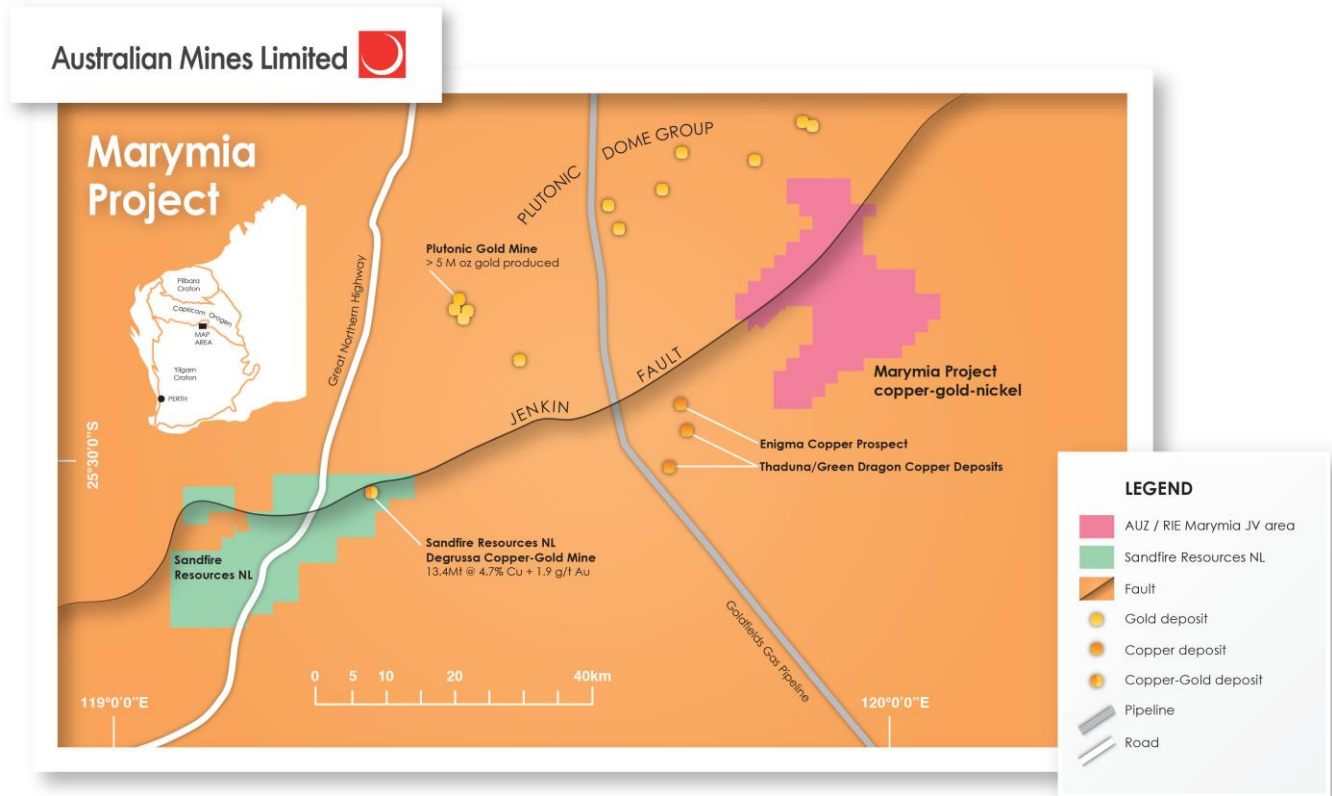 Australian Mines Limited
Marymia
Project
Pilbara
Craton
Capricorn Orogen
MAP
AREA
Yilgarn
Craton
PERTH
Great Northern Highway
PLUTONIC DOME GROUP
Plutonic Gold Mine
> 5 M oz gold produced
JENKIN FAULT
Marymia Project
copper-gold-nickel
Enigma Copper Prospect
Thaduna/Green Dragon Copper Deposits
25°30'0"S
Sandfire
Resources NL
Sandfire Resources NL
Degrussa Copper-Gold Mine
13.4Mt @ 4.7% Cu + 1.9 g/t Au
Goldfields Gas Pipeline
0 5 10 20 40km
119°0'0"E
120°0'0"E
LEGEND
AUZ / RIE Marymia JV area
Sandfire Resources NL
Fault
Gold deposit
Copper deposit
Copper-Gold deposit
Pipeline
Road